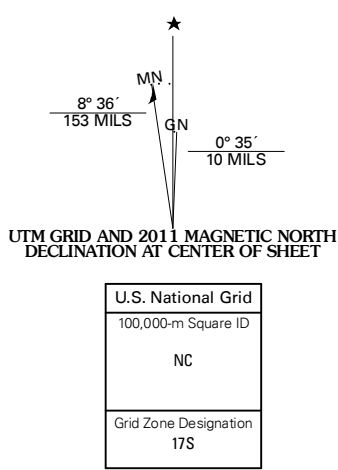 ★
MN
8° 36´
153 MILS
GN
0° 35´
10 MILS
UTM GRID AND 2011 MAGNETIC NORTH
DECLINATION AT CENTER OF SHEET
U.S. National Grid
100,000-m Square ID
NC
Grid Zone Designation
17S